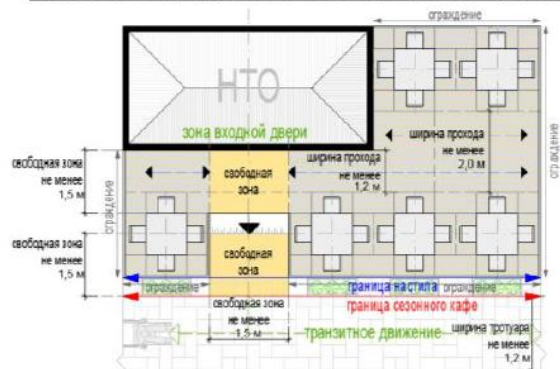 ограждение
НТО
зона входной двери
ограждение
свободная зона
не менее
1,5 м
свободная
зона
ширина прохода
не менее
1,2 м
ширина прохода
не менее
2,0 м
ограждение
свободная зона
не менее
1,5 м
свободная
зона
ограждение
граница настила
ограждение
свободная зона
не менее
1,5 м
граница сезонного кафе
транзитное движение
ширина тротуара
не менее
1,2 м